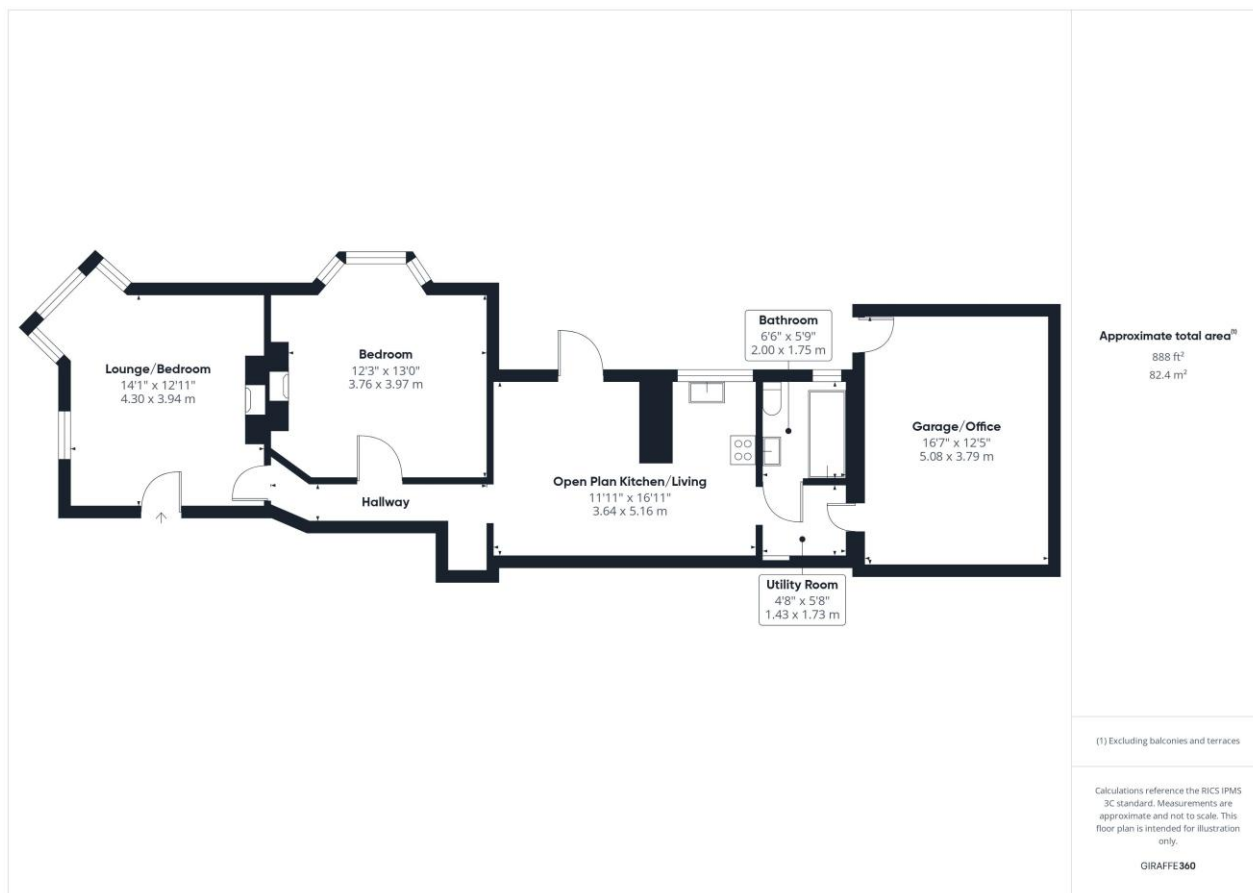 Lounge/Bedroom
14'1" x 12'11"
4.30 x 3.94 m
Bedroom
12'3" x 13'0"
3.76 x 3.97 m
Hallway
Open Plan Kitchen/Living
11'11" x 16'11"
3.64 x 5.16 m
Bathroom
6'6" x 5'9"
2.00 x 1.75 m
Utility Room
4'8" x 5'8"
1.43 x 1.73 m
Garage/Office
16'7" x 12'5"
5.08 x 3.79 m
Approximate total area(1)
888 ft²
82.4 m²
(1) Excluding balconies and terraces
Calculations reference the RICS IPMS
3C standard. Measurements are
approximate and not to scale. This
floor plan is intended for illustration
only.
GIRAFFE360